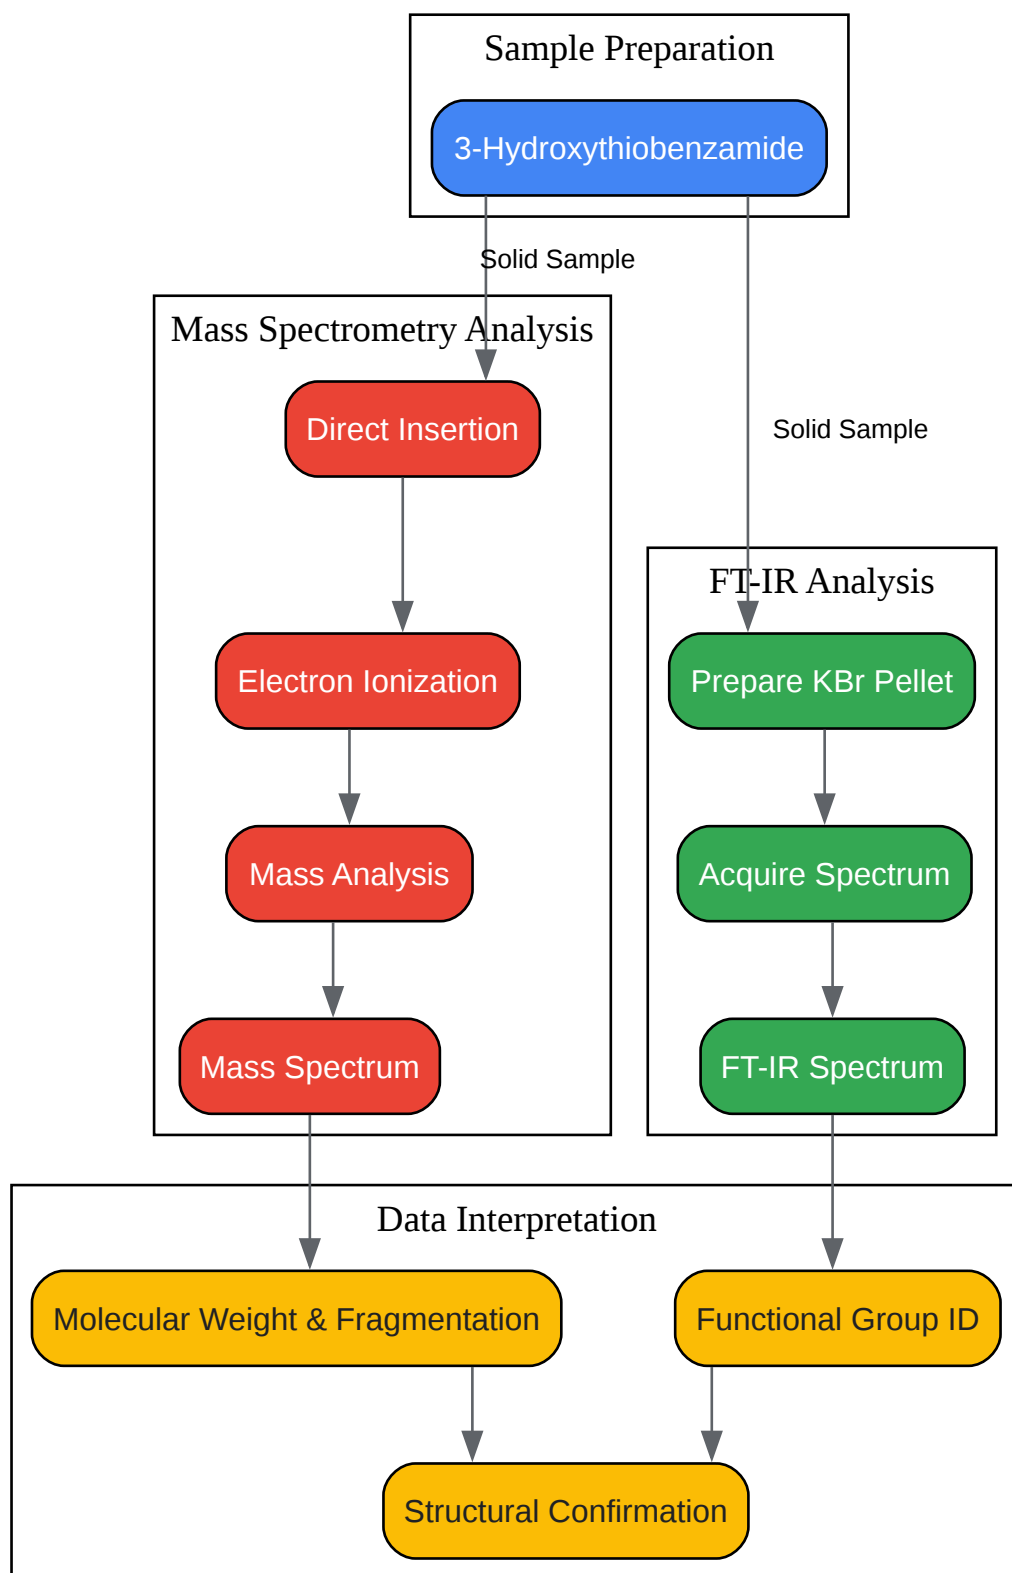 Sample Preparation
3-Hydroxythiobenzamide
Solid Sample
Mass Spectrometry Analysis
Direct Insertion
Solid Sample
FT-IR Analysis
Electron Ionization
Prepare KBr Pellet
Mass Analysis
Acquire Spectrum
Mass Spectrum
FT-IR Spectrum
Data Interpretation
Molecular Weight & Fragmentation
Functional Group ID
Structural Confirmation